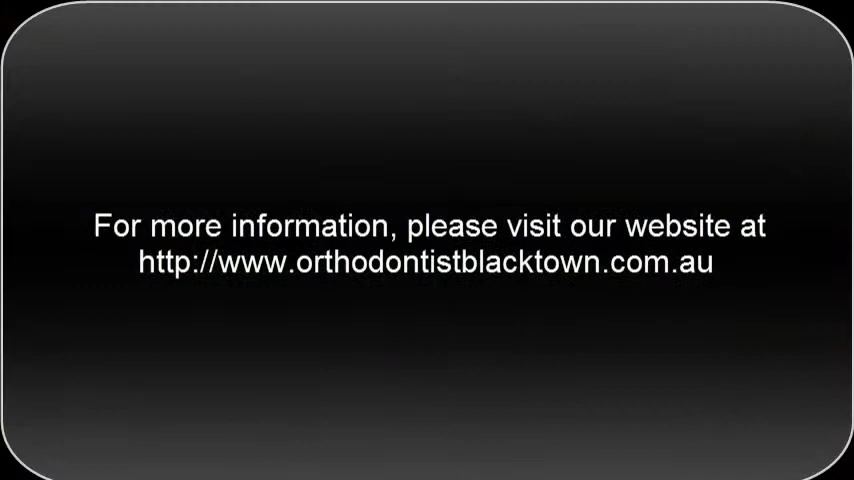 For more information, please visit our website at
http://www.orthodontistblacktown.com.au